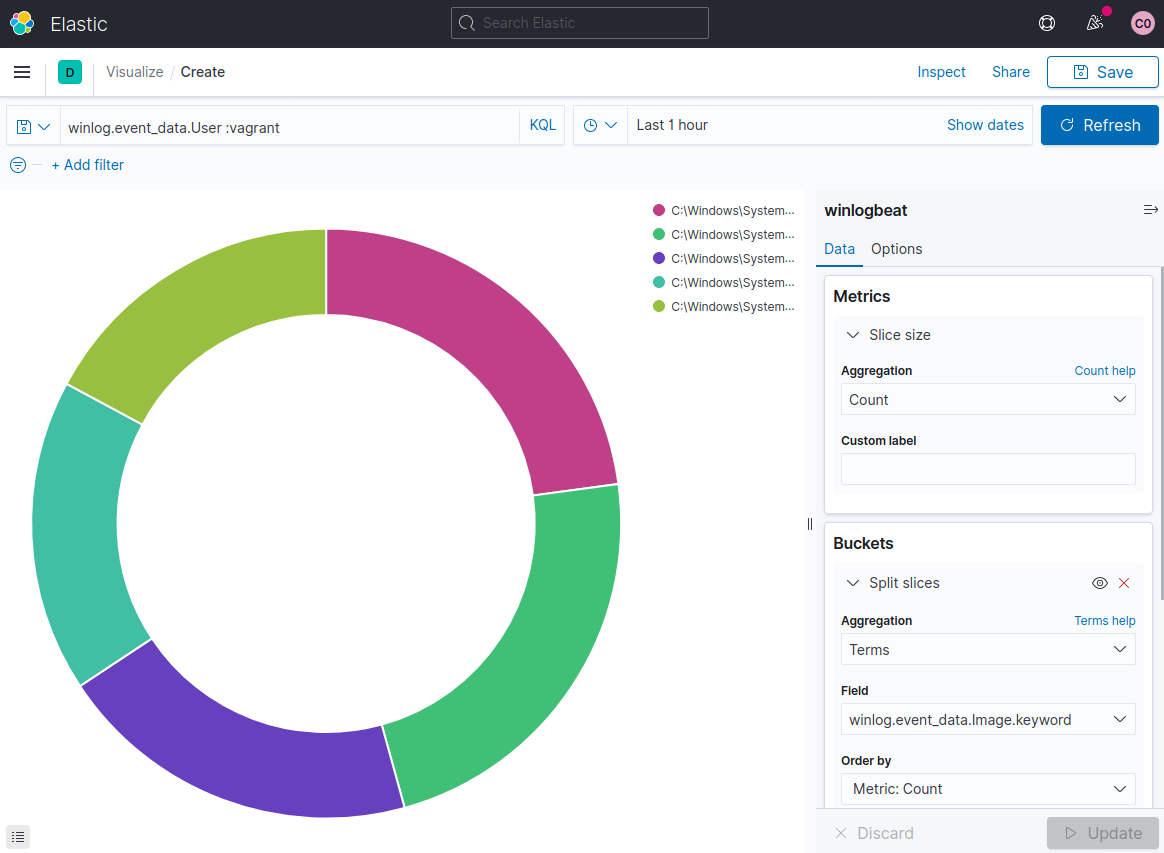 Elastic
Search Elastic
C0
D
Visualize / Create
Inspect
Share
Save
winlog.event_data.User :vagrant
KQL
Last 1 hour
Show dates
Refresh
+ Add filter
C:\Windows\System...
C:\Windows\System...
C:\Windows\System...
C:\Windows\System...
C:\Windows\System...
winlogbeat
Data
Options
Metrics
Slice size
Aggregation
Count help
Count
Custom label
Buckets
Split slices
Aggregation
Terms help
Terms
Field
winlog.event_data.Image.keyword
Order by
Metric: Count
Discard
Update